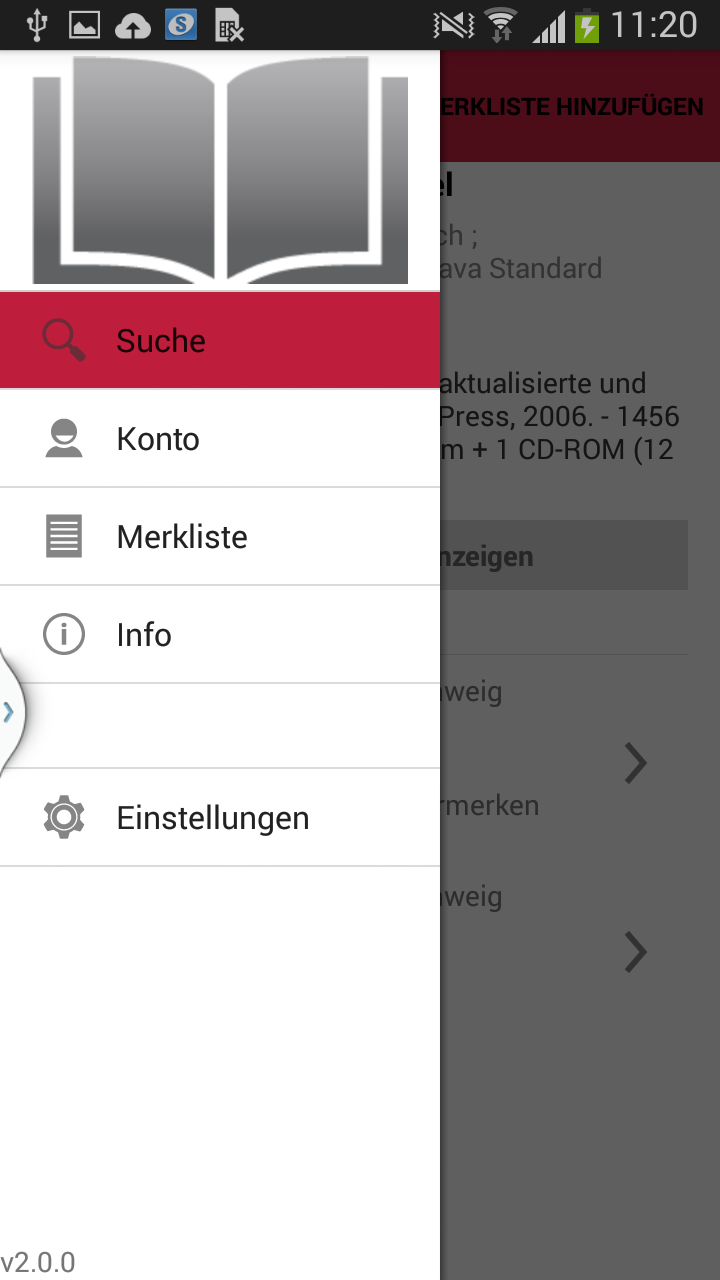 11:20
ERKLISTE HINZUFÜGEN
Suche
Konto
Merkliste
Info
Einstellungen
v2.0.0
el
ch ;
ava Standard
aktualisierte und
Press, 2006. - 1456
m + 1 CD-ROM (12
nzeigen
weig
rmerken
weig